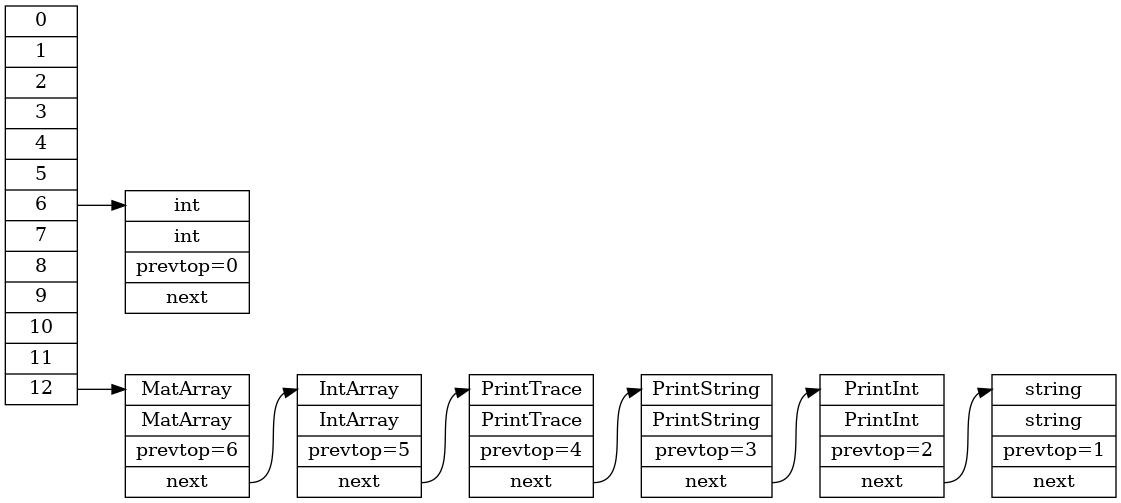 0
1
2
3
4
5
6
7
8
9
10
11
12
int
int
prevtop=0
next
MatArray
MatArray
prevtop=6
next
IntArray
IntArray
prevtop=5
next
PrintTrace
PrintTrace
prevtop=4
next
PrintString
PrintString
prevtop=3
next
PrintInt
PrintInt
prevtop=2
next
string
string
prevtop=1
next